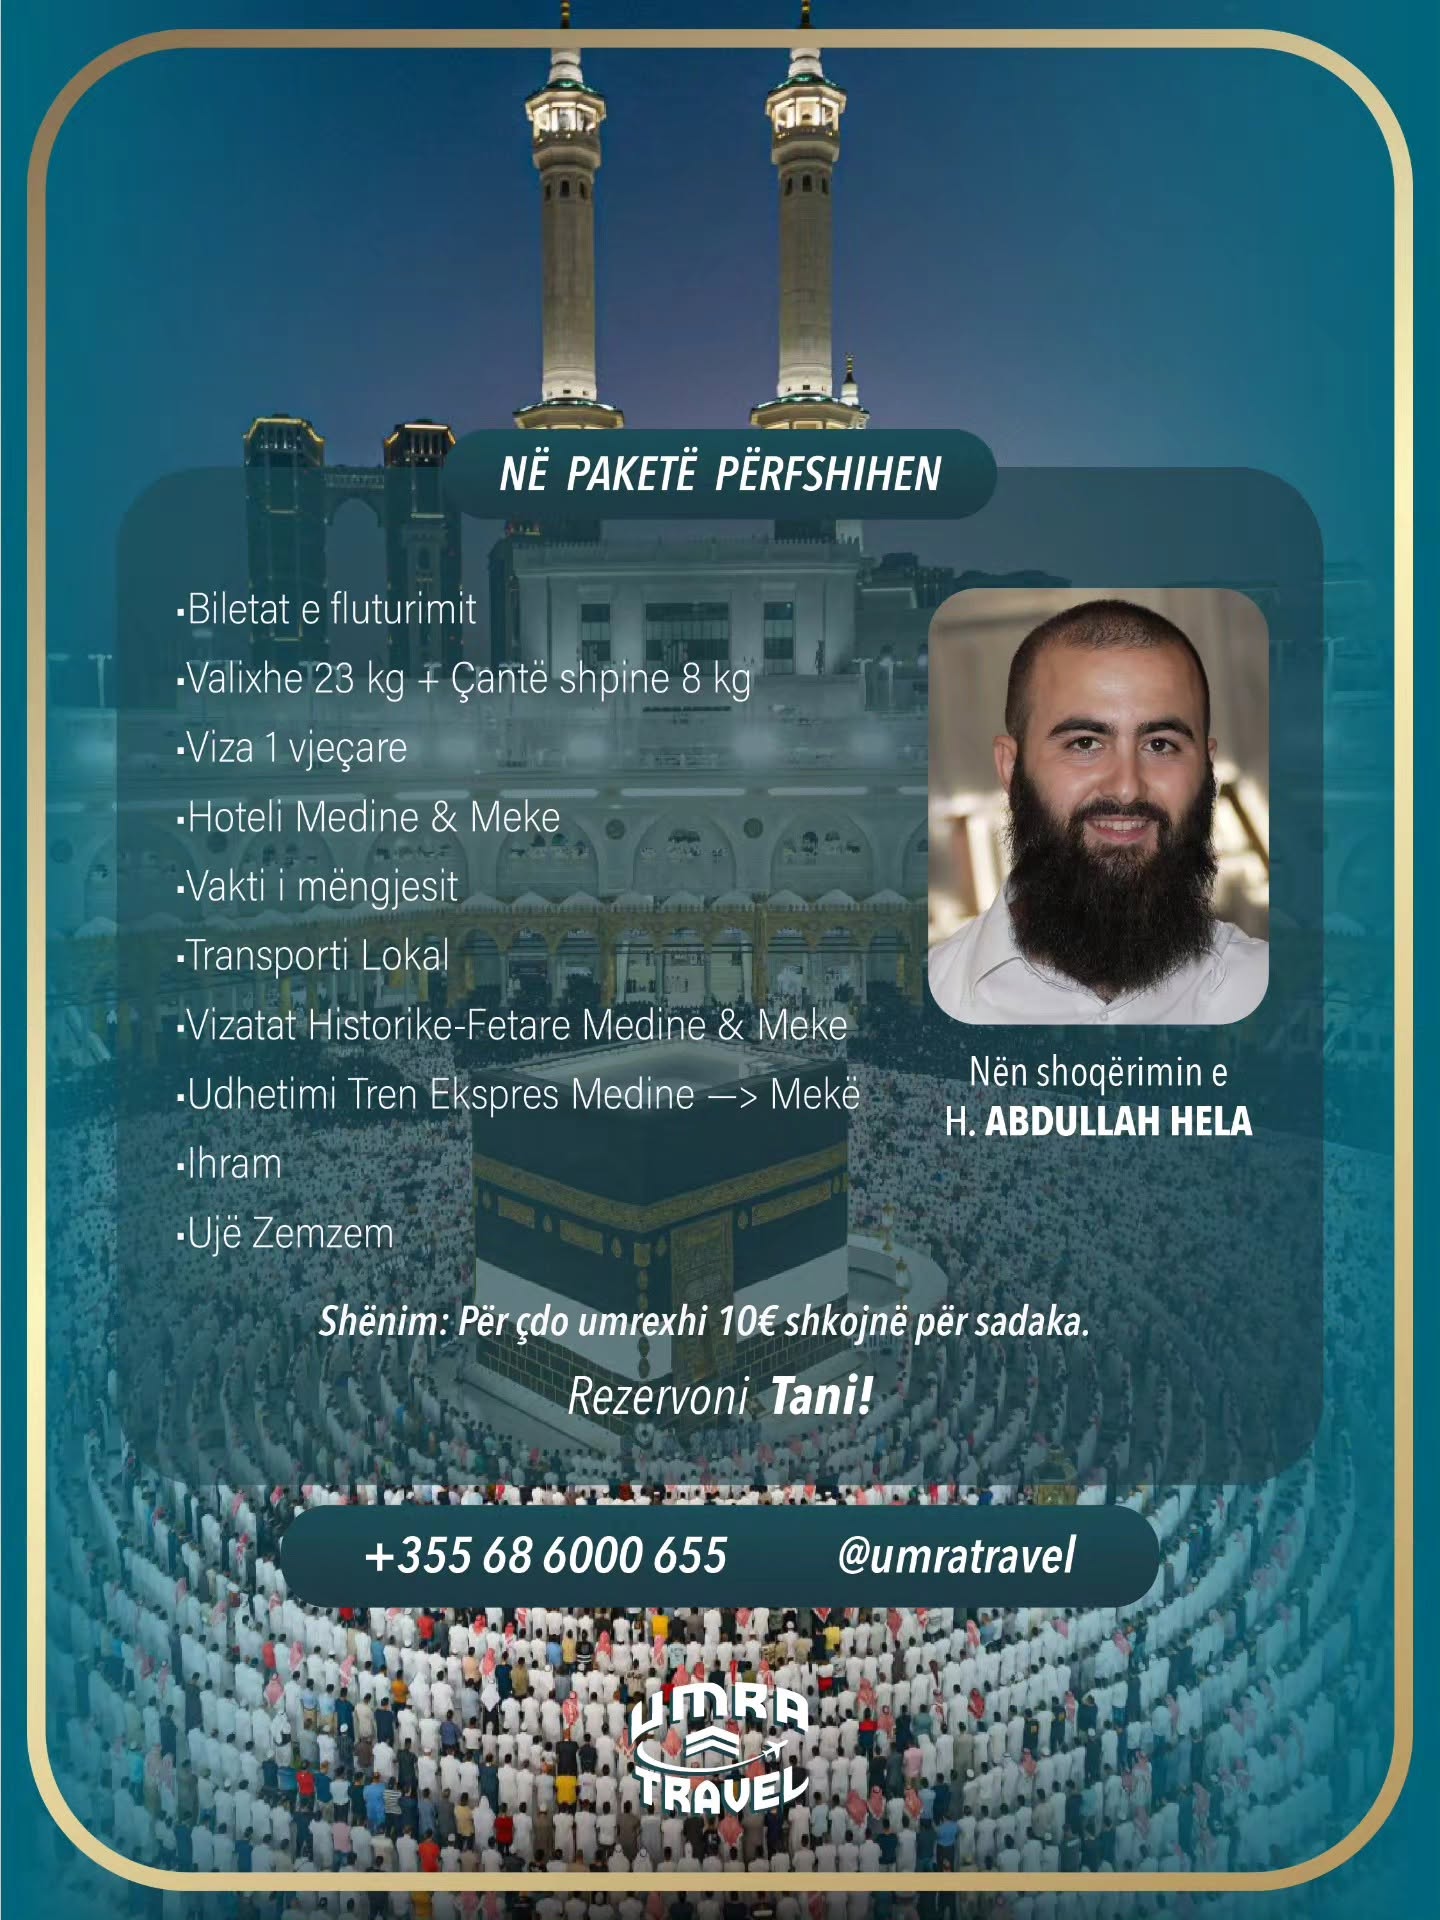 NË PAKETË PËRFSHIHEN
▪Biletat e fluturimit
▪Valixhe 23 kg + Çantë shpine 8 kg
▪Viza 1 vjeçare
▪Hoteli Medine & Meke
▪Vakti i mëngjesit
▪Transporti Lokal
▪Vizatat Historike-Fetare Medine & Meke
▪Udhetimi Tren Ekspres Medine —> Mekë
▪Ihram
▪Ujë Zemzem
Nën shoqërimin e
H. ABDULLAH HELA
Shënim: Për çdo umrexhi 10€ shkojnë për sadaka.
Rezervoni Tani!
+355 68 6000 655 @umratravel
UMRA
TRAVEL